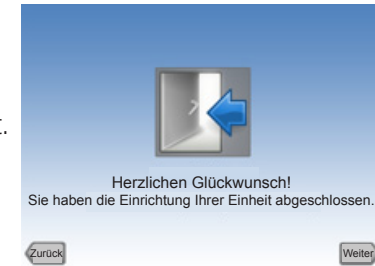 t.
Herzlichen Glückwunsch!
Sie haben die Einrichtung Ihrer Einheit abgeschlossen.
Zurück
Weiter